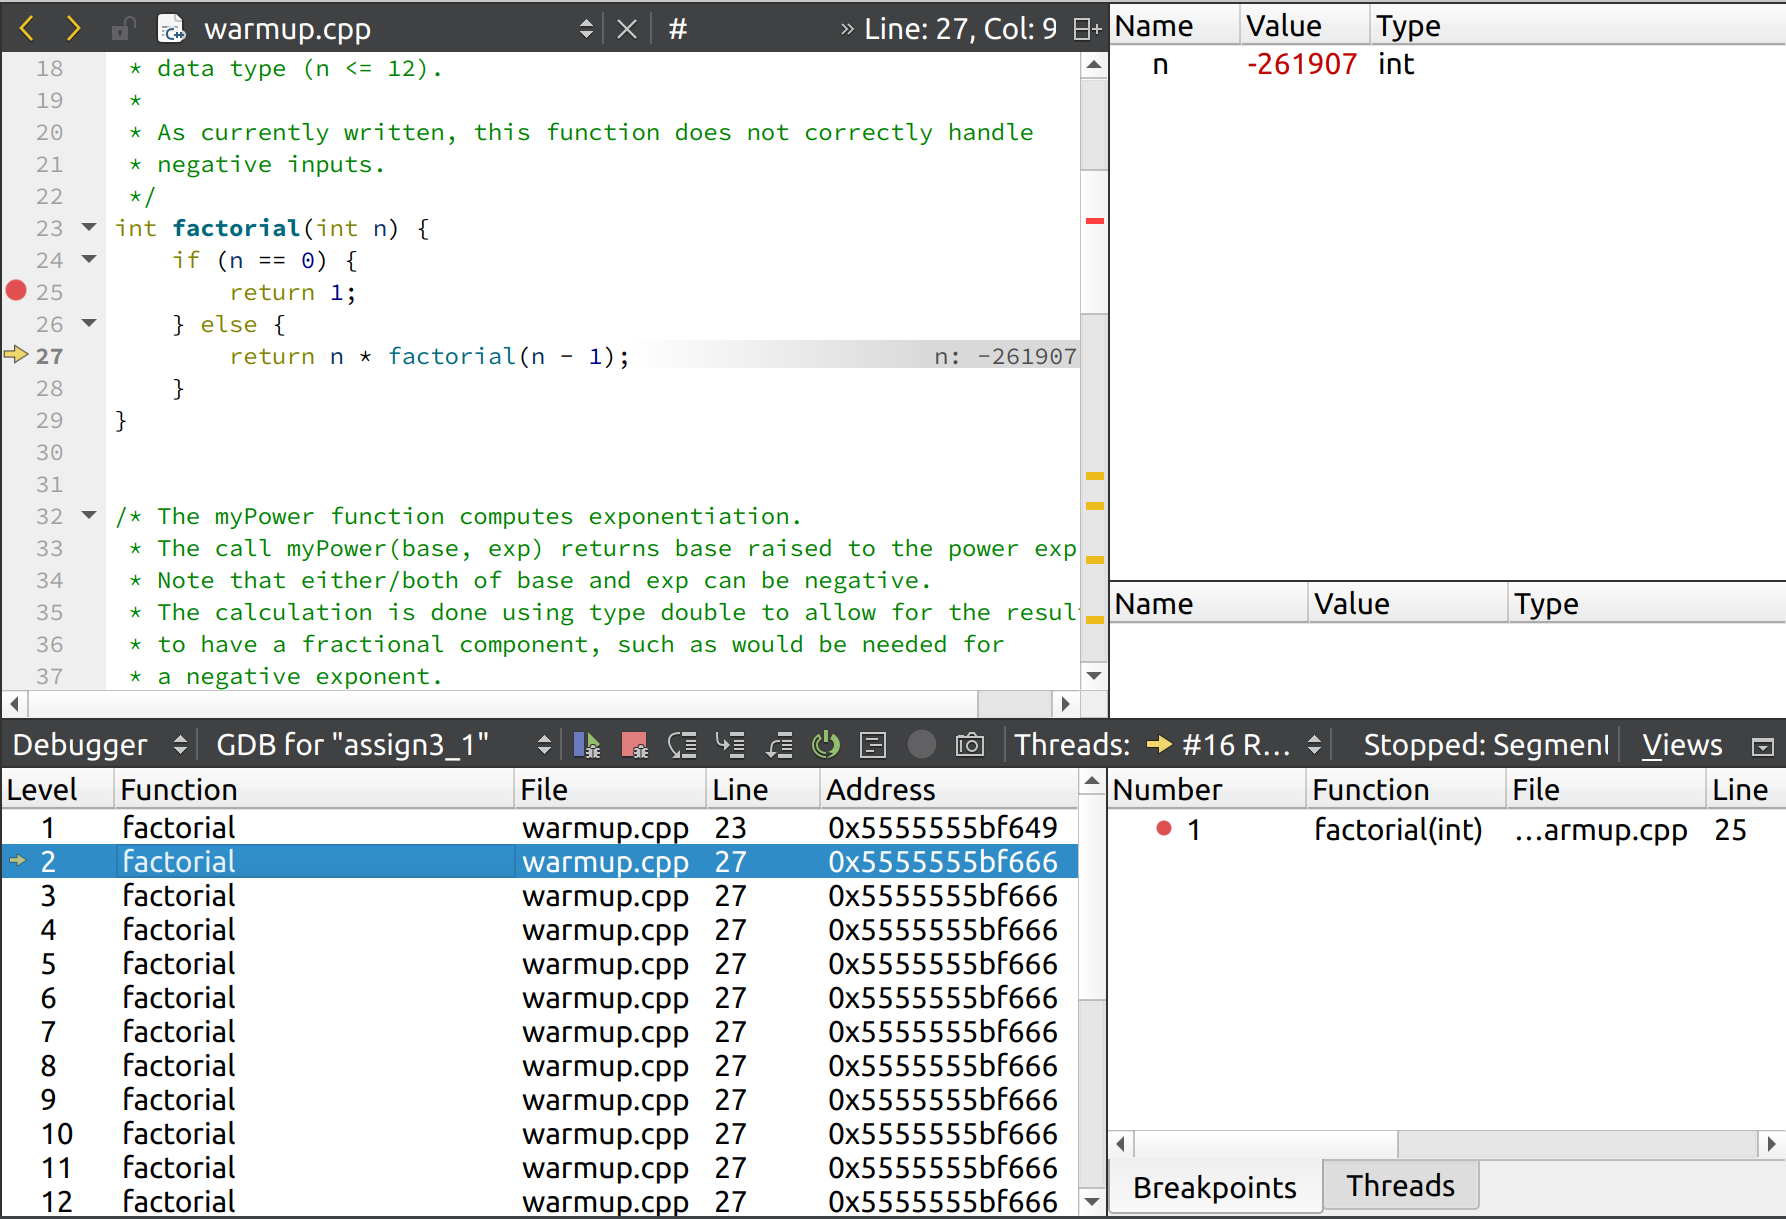 warmup.cpp # » Line: 27, Col: 9
18 * data type (n <= 12).
19 *
20 * As currently written, this function does not correctly handle
21 * negative inputs.
22 */
23 int factorial(int n) {
24 if (n == 0) {
25 return 1;
26 } else {
27 return n * factorial(n - 1); n: -261907
28 }
29 }
30
31
32 /* The myPower function computes exponentiation.
33 * The call myPower(base, exp) returns base raised to the power exp
34 * Note that either/both of base and exp can be negative.
35 * The calculation is done using type double to allow for the resul
36 * to have a fractional component, such as would be needed for
37 * a negative exponent.
Name Value Type
n -261907 int
Name Value Type
Debugger GDB for "assign3_1" Threads: #16 R... Stopped: Segment Views
Level Function File Line Address
1 factorial warmup.cpp 23 0x5555555bf649
2 factorial warmup.cpp 27 0x5555555bf666
3 factorial warmup.cpp 27 0x5555555bf666
4 factorial warmup.cpp 27 0x5555555bf666
5 factorial warmup.cpp 27 0x5555555bf666
6 factorial warmup.cpp 27 0x5555555bf666
7 factorial warmup.cpp 27 0x5555555bf666
8 factorial warmup.cpp 27 0x5555555bf666
9 factorial warmup.cpp 27 0x5555555bf666
10 factorial warmup.cpp 27 0x5555555bf666
11 factorial warmup.cpp 27 0x5555555bf666
12 factorial warmup.cpp 27 0x5555555bf666
Number Function File Line
1 factorial(int) ...armup.cpp 25
Breakpoints Threads